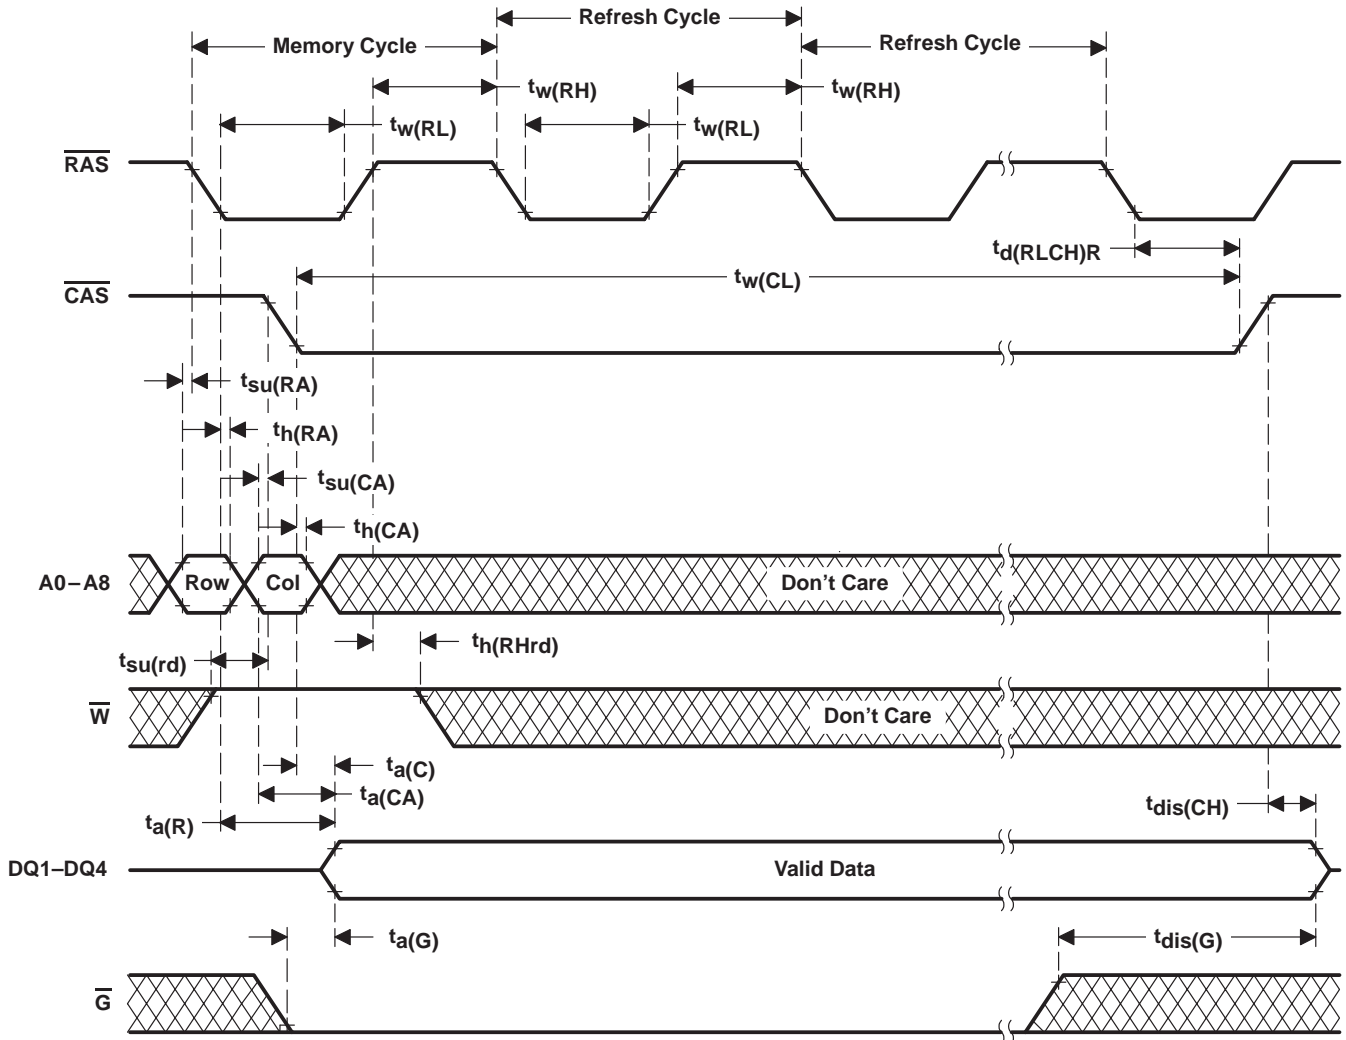 Refresh Cycle
Memory Cycle
Refresh Cycle
tw(RH)
tw(RH)
tw(RL)
tw(RL)
RAS
td(RLCH)R
tw(CL)
CAS
tsu(RA)
th(RA)
tsu(CA)
th(CA)
A0–A8
Row
Col
Don't Care
th(RHrd)
tsu(rd)
W
Don't Care
ta(C)
ta(CA)
tdis(CH)
ta(R)
DQ1–DQ4
Valid Data
ta(G)
tdis(G)
G